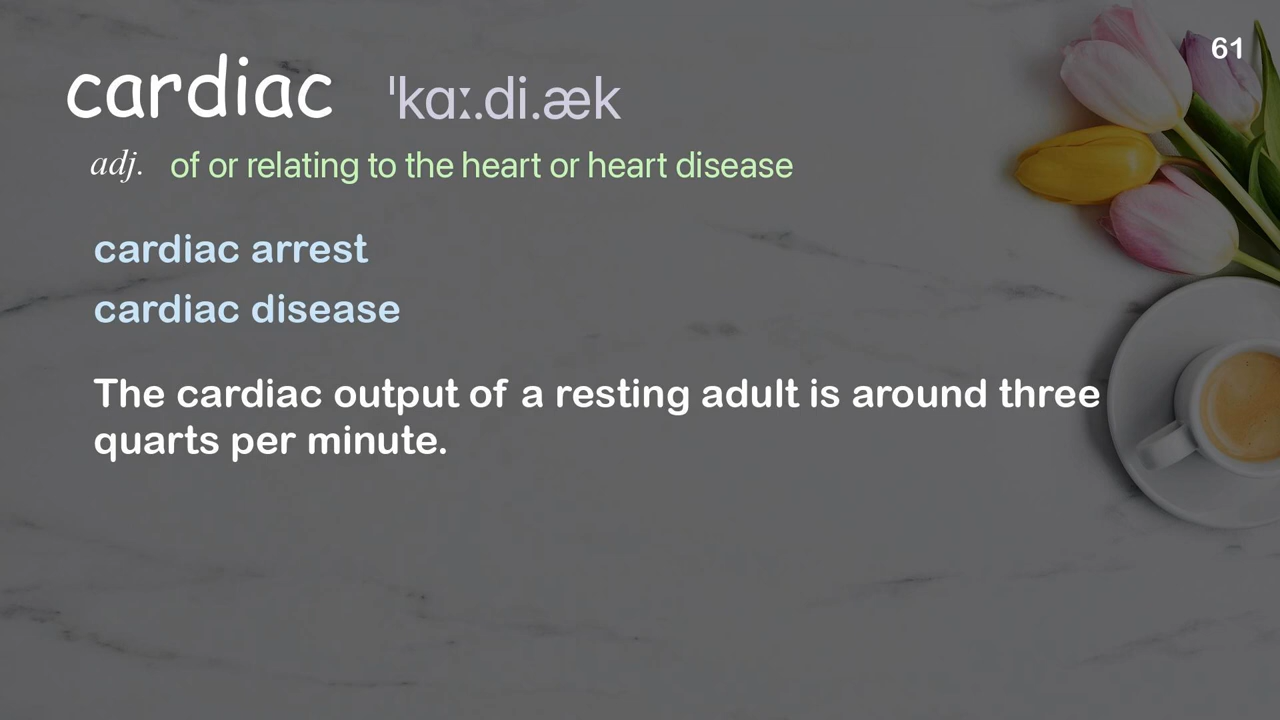 61
cardiac ˈkɑː.di.æk
adj. of or relating to the heart or heart disease
cardiac arrest
cardiac disease
The cardiac output of a resting adult is around three
quarts per minute.